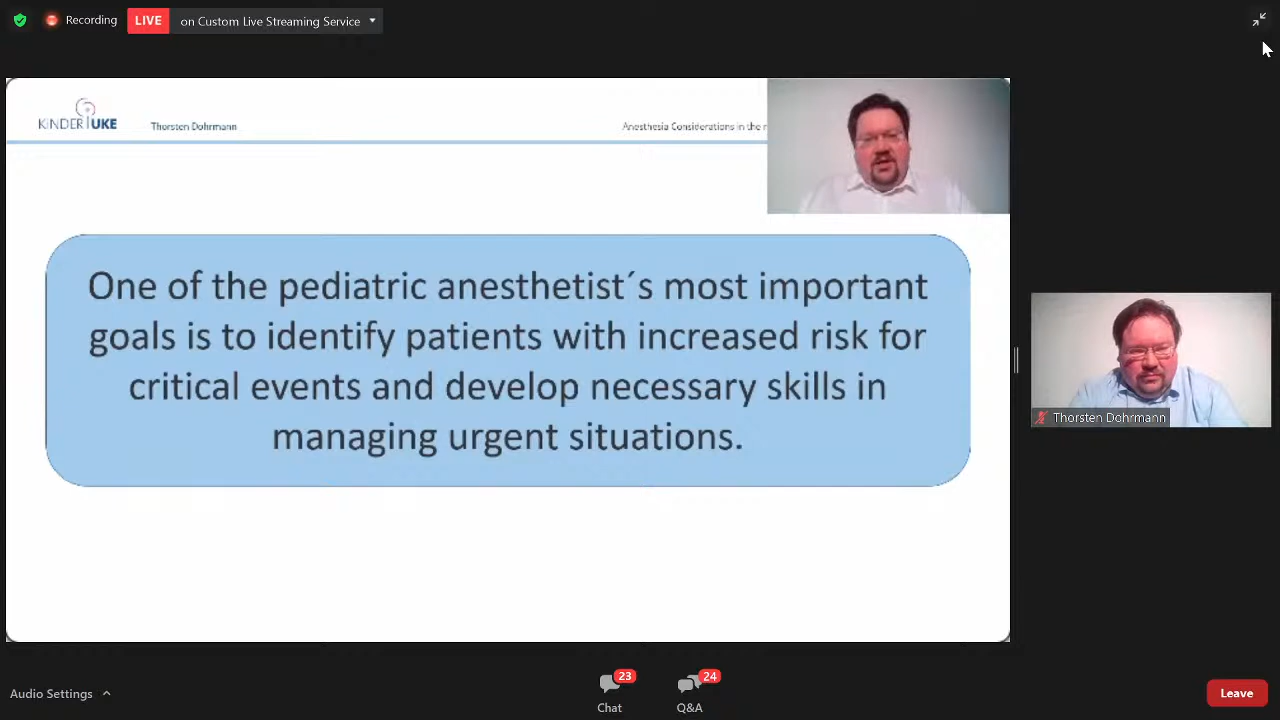 Recording
LIVE
on Custom Live Streaming Service
KINDER UKE
Thorsten Dohrmann
Anesthesia Considerations in the
One of the pediatric anesthetist´s most important
goals is to identify patients with increased risk for
critical events and develop necessary skills in
managing urgent situations.
Thorsten Dohrmann
Audio Settings
23
Chat
24
Q&A
Leave